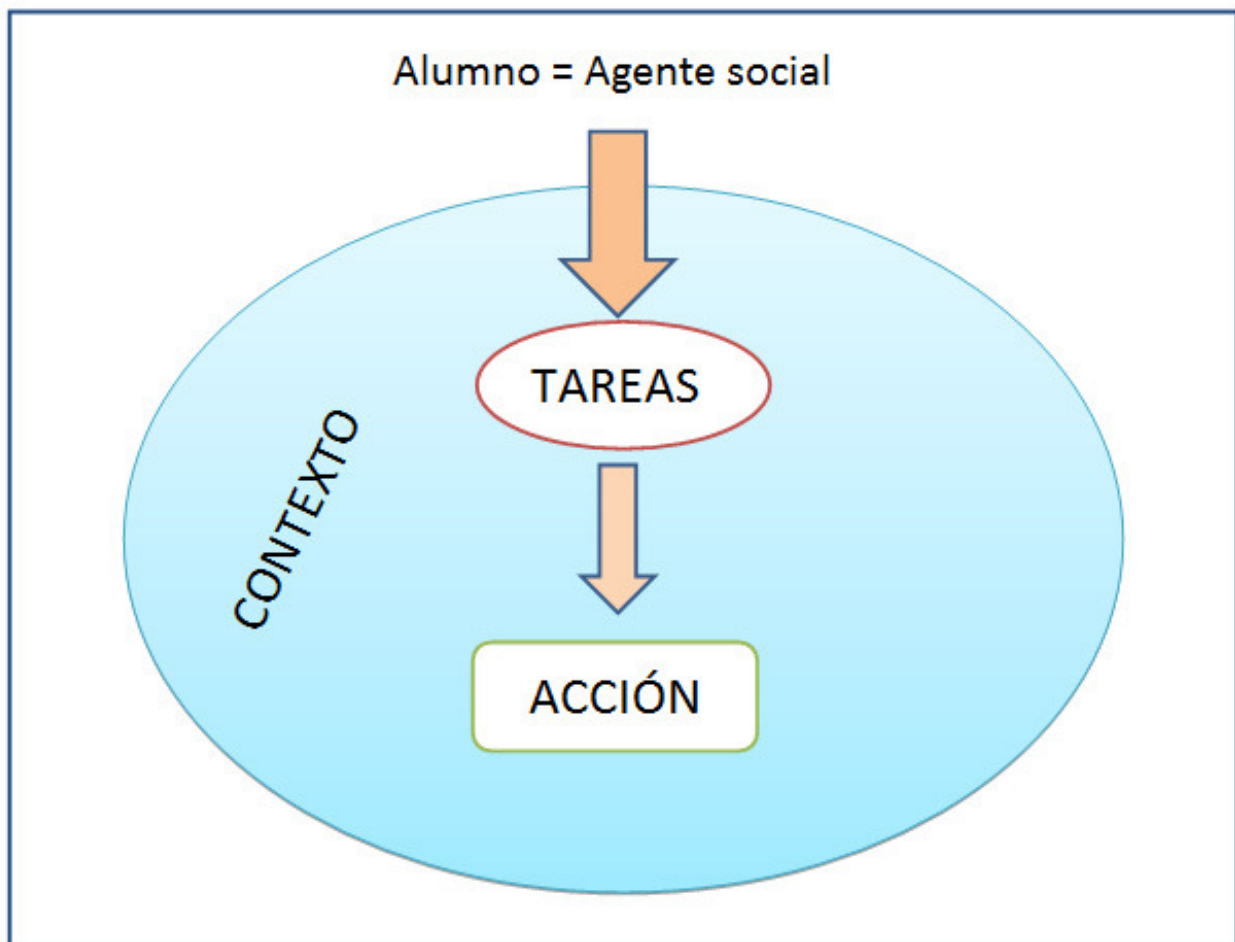 Alumno = Agente social
TAREAS
CONTEXTO
ACCIÓN